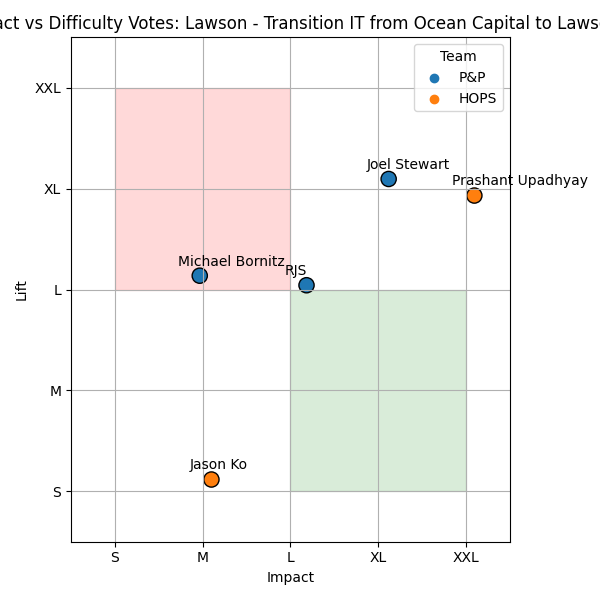 act vs Difficulty Votes: Lawson - Transition IT from Ocean Capital to Laws
Team
P&P
HOPS
XXL
XL
L
M
S
Lift
Joel Stewart
Prashant Upadhyay
Michael Bornitz
RJS
Jason Ko
S
M
L
XL
XXL
Impact